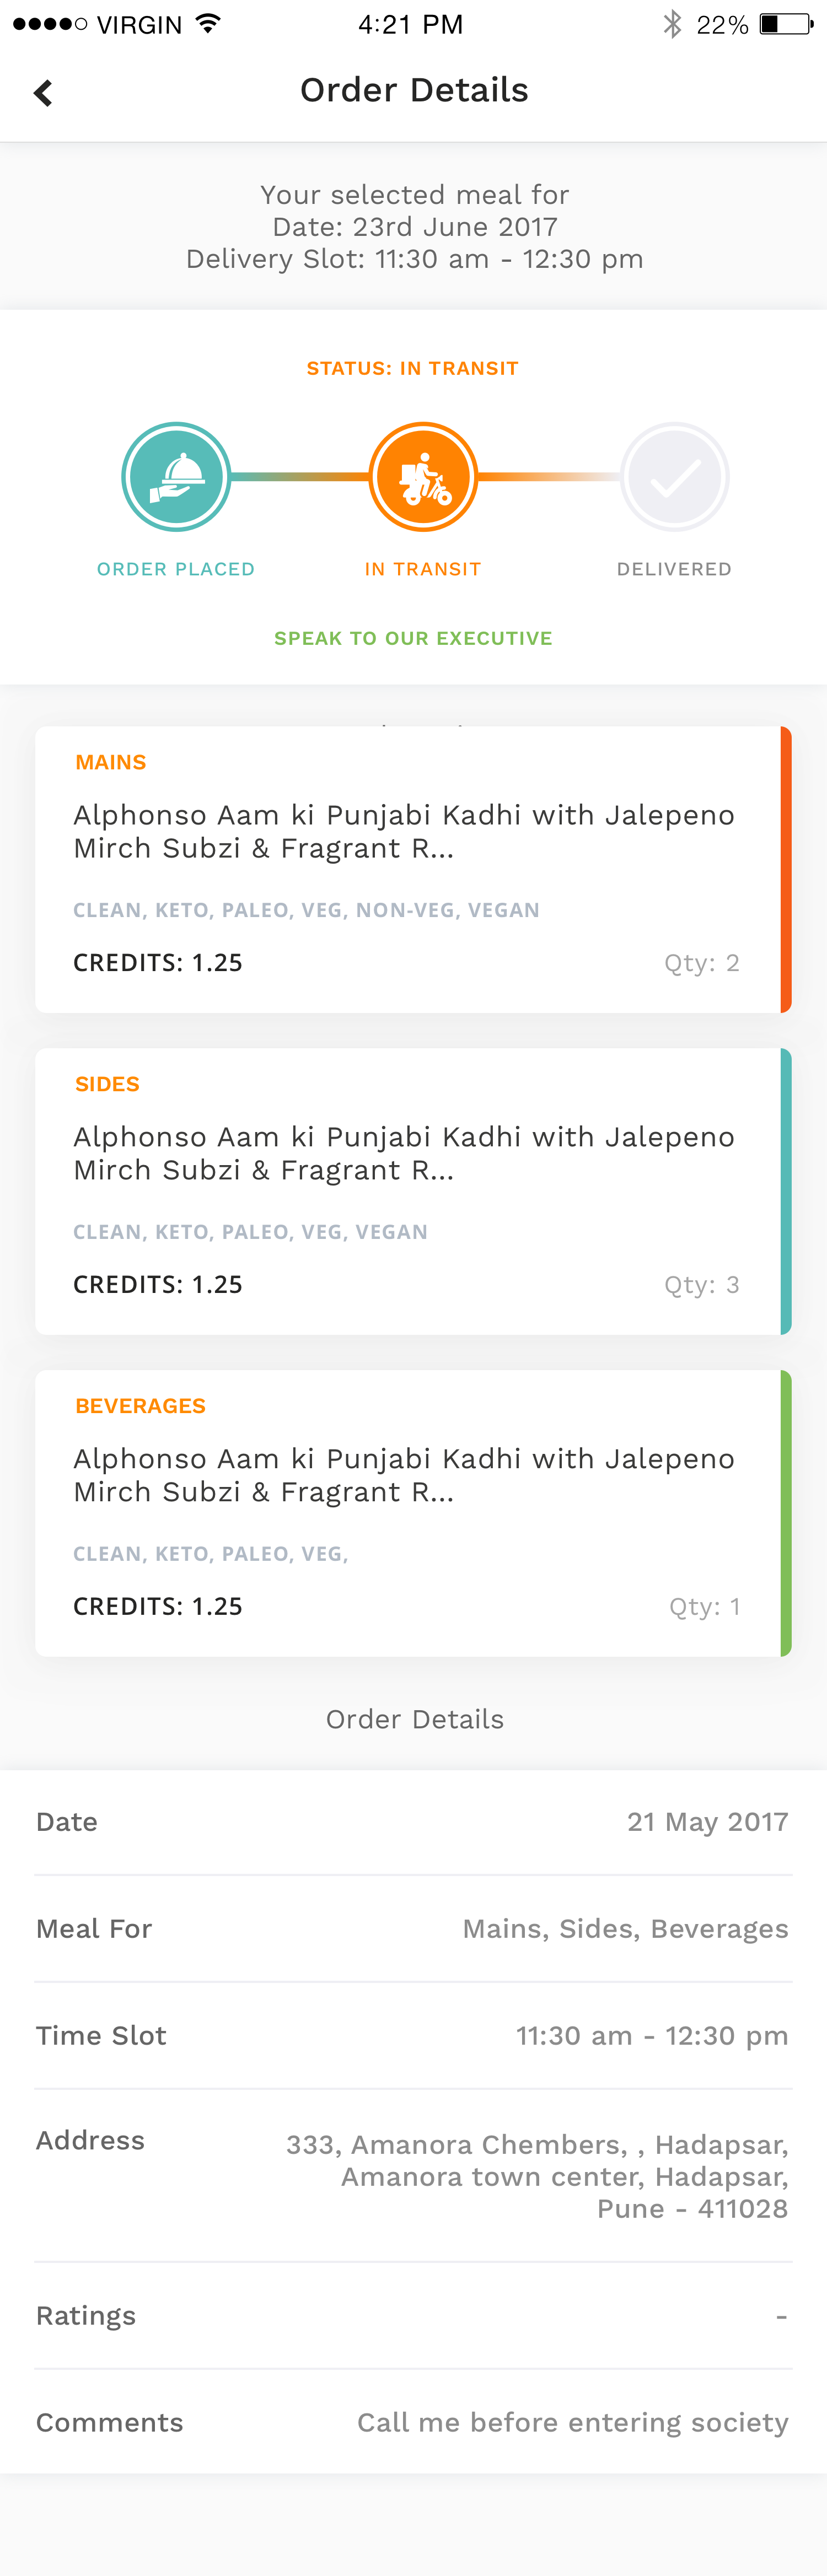 VIRGIN 4:21 PM 22%
Order Details
Your selected meal for
Date: 23rd June 2017
Delivery Slot: 11:30 am - 12:30 pm
STATUS: IN TRANSIT
ORDER PLACED IN TRANSIT DELIVERED
SPEAK TO OUR EXECUTIVE
MAINS
Alphonso Aam ki Punjabi Kadhi with Jalepeno
Mirch Subzi & Fragrant R...
CLEAN, KETO, PALEO, VEG, NON-VEG, VEGAN
CREDITS: 1.25 Qty: 2
SIDES
Alphonso Aam ki Punjabi Kadhi with Jalepeno
Mirch Subzi & Fragrant R...
CLEAN, KETO, PALEO, VEG, VEGAN
CREDITS: 1.25 Qty: 3
BEVERAGES
Alphonso Aam ki Punjabi Kadhi with Jalepeno
Mirch Subzi & Fragrant R...
CLEAN, KETO, PALEO, VEG,
CREDITS: 1.25 Qty: 1
Order Details
Date 21 May 2017
Meal For Mains, Sides, Beverages
Time Slot 11:30 am - 12:30 pm
Address 333, Amanora Chembers, , Hadapsar,
Amanora town center, Hadapsar,
Pune - 411028
Ratings -
Comments Call me before entering society